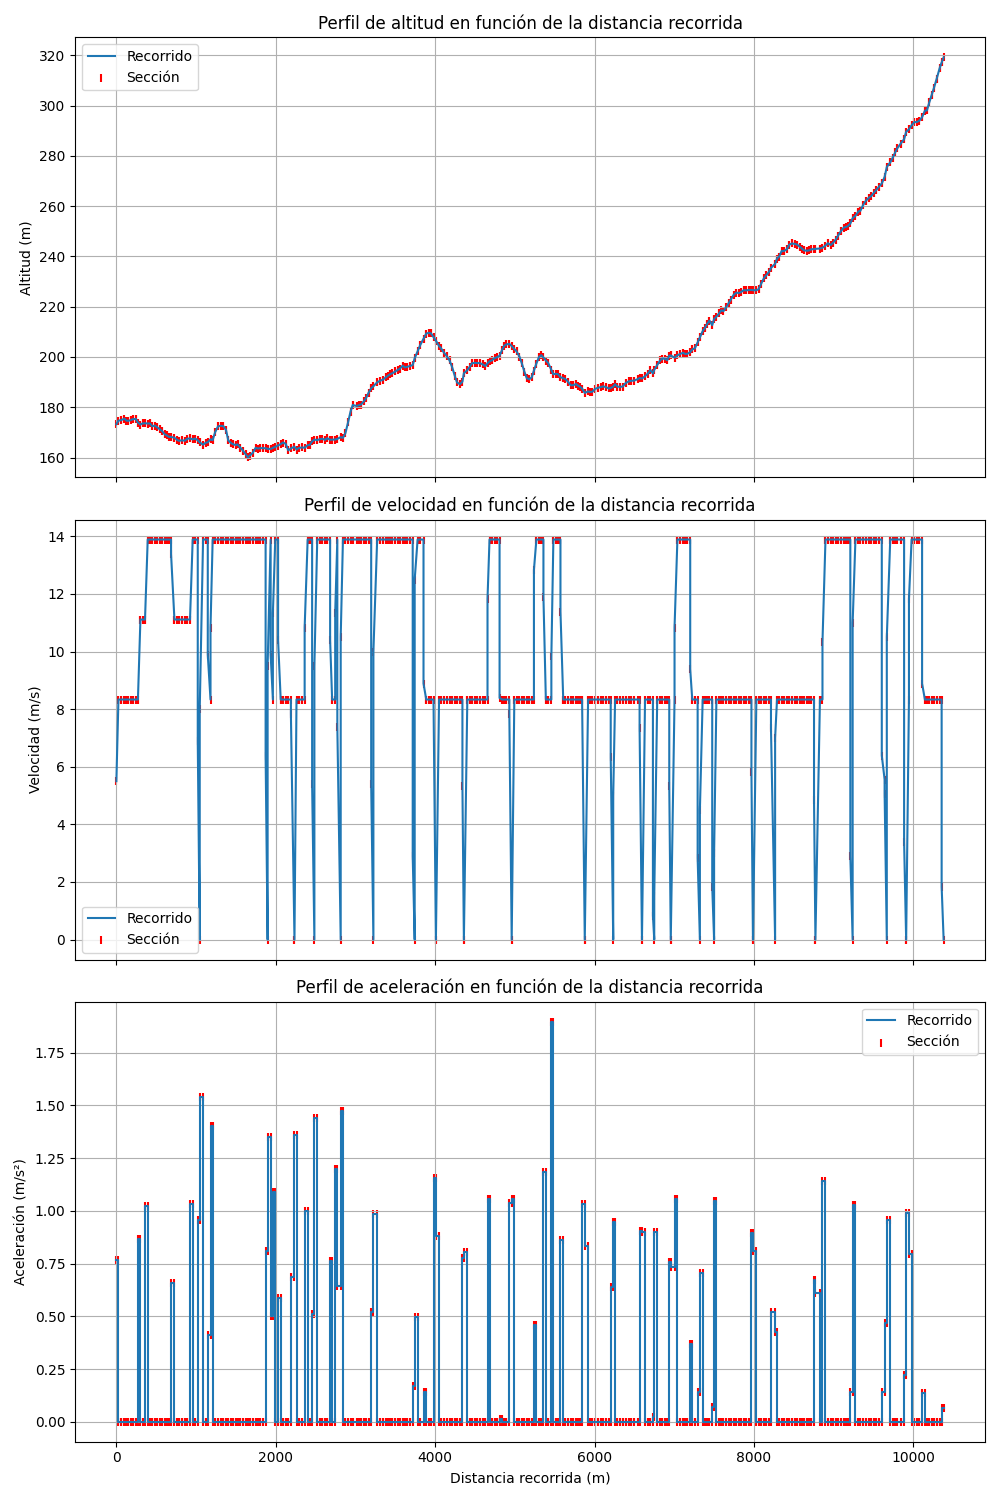 Perfil de altitud en función de la distancia recorrida
Recorrido
Sección
320
300
280
260
240
220
200
180
160
Altitud (m)
Perfil de velocidad en función de la distancia recorrida
14
12
10
8
6
4
2
0
Velocidad (m/s)
Recorrido
Sección
Perfil de aceleración en función de la distancia recorrida
Recorrido
Sección
1.75
1.50
1.25
1.00
0.75
0.50
0.25
0.00
Aceleración (m/s²)
0 2000 4000 6000 8000 10000
Distancia recorrida (m)